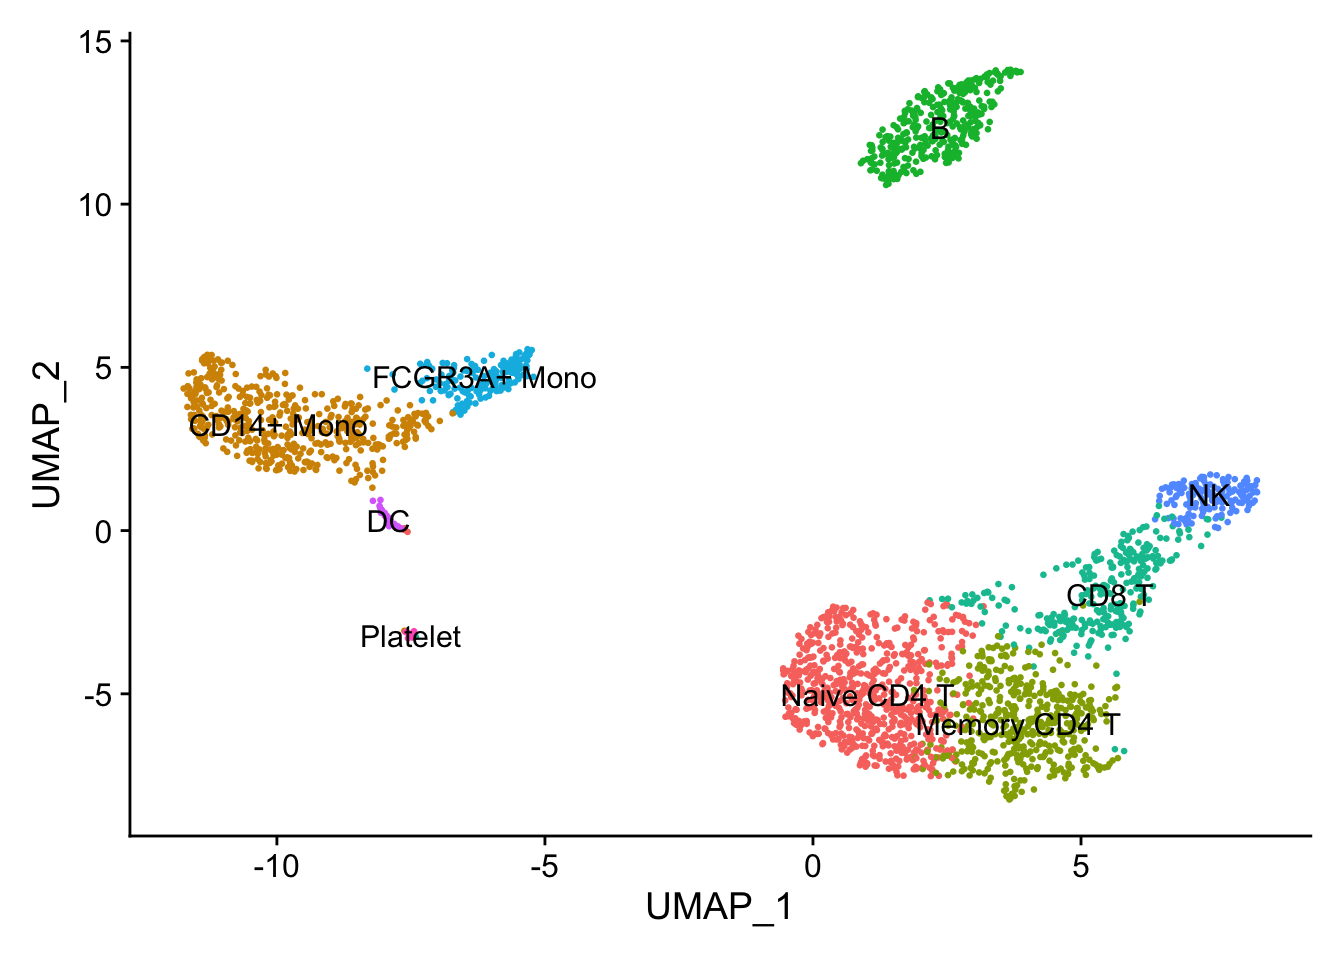 15
10
5
0
-5
UMAP_2
B
FCGR3A+ Mono
CD14+ Mono
DC
NK
CD8 T
Platelet
Naive CD4 T
Memory CD4 T
-10
-5
0
5
UMAP_1